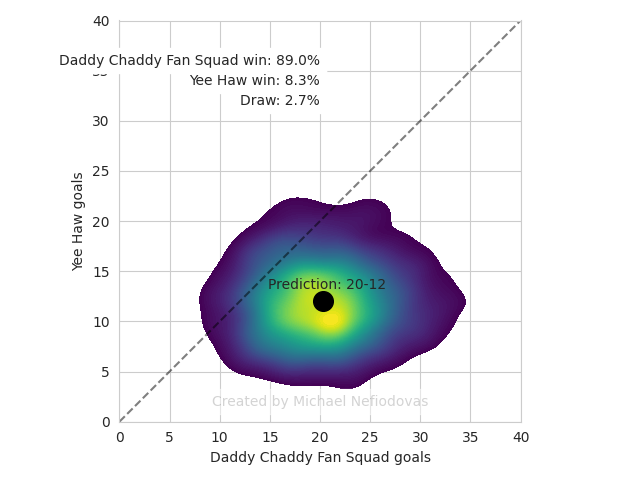 40
Daddy Chaddy Fan Squad win: 89.0%
Yee Haw win: 8.3%
Draw: 2.7%
30
25
20
15
10
5
0
Yee Haw goals
Prediction: 20-12
Created by Michael Nefiodovas
0 5 10 15 20 25 30 35 40
Daddy Chaddy Fan Squad goals